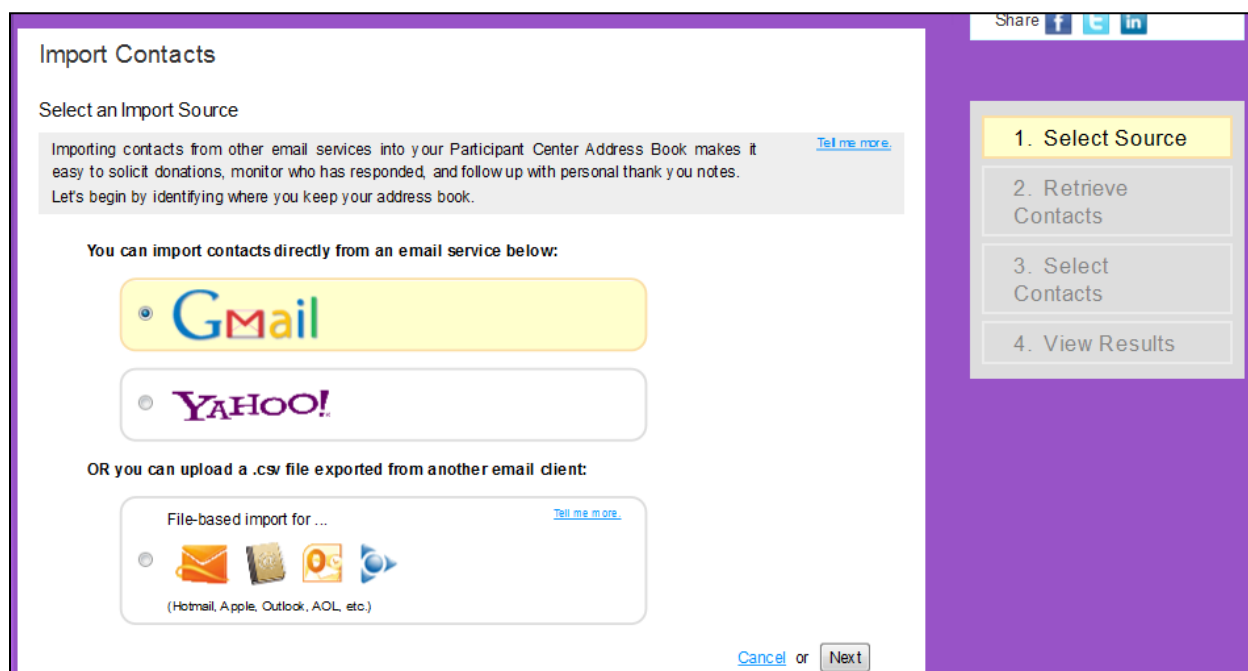 Share
Import Contacts
Select an Import Source
Importing contacts from other email services into your Participant Center Address Book makes it
easy to solicit donations, monitor who has responded, and follow up with personal thank you notes.
Let's begin by identifying where you keep your address book.
Tell me more.
You can import contacts directly from an email service below:
Gmail
YAHOO!
OR you can upload a .csv file exported from another email client:
File-based import for ...
Tell me more.
(Hotmail, Apple, Outlook, AOL, etc.)
Cancel or Next
1. Select Source
2. Retrieve
Contacts
3. Select
Contacts
4. View Results